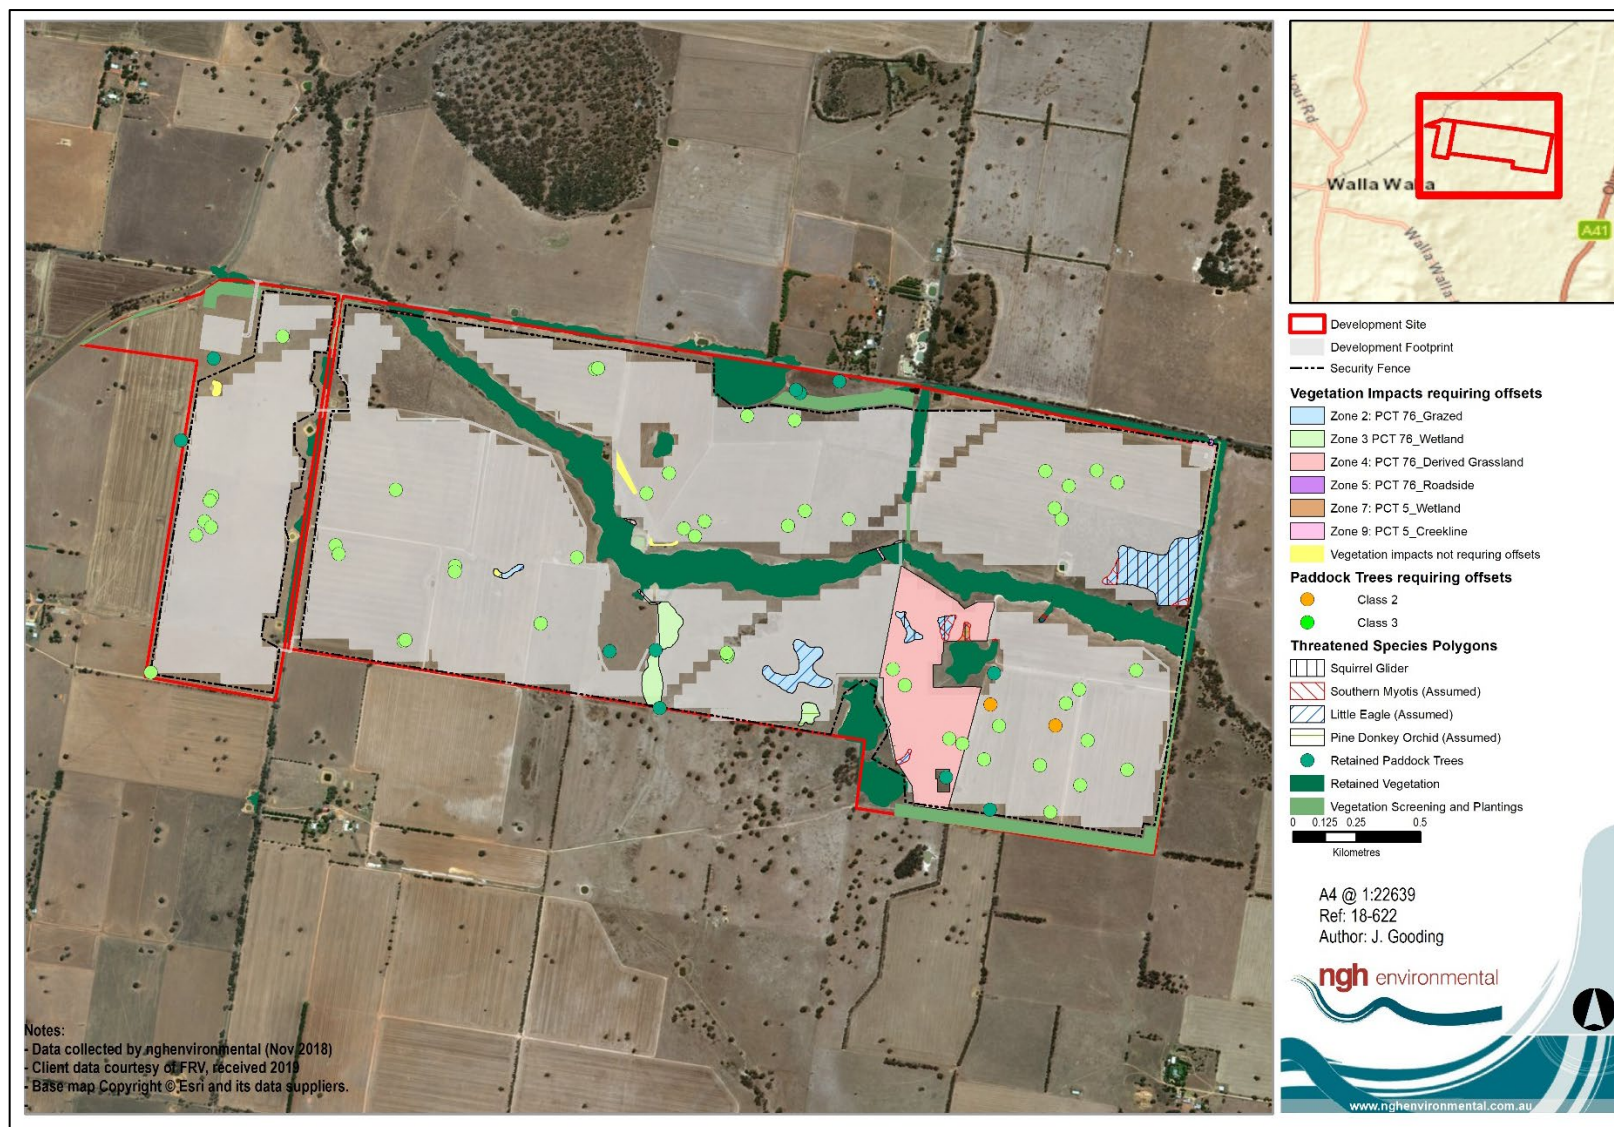 kout Rd
Walla Walla
Walla Walla
A41
Development Site
Development Footprint
Security Fence
Vegetation Impacts requiring offsets
Zone 2: PCT 76_Grazed
Zone 3 PCT 76_Wetland
Zone 4: PCT 76_Derived Grassland
Zone 5: PCT 76_Roadside
Zone 7: PCT 5_Wetland
Zone 9: PCT 5_Creekline
Vegetation impacts not requring offsets
Paddock Trees requiring offsets
Class 2
Class 3
Threatened Species Polygons
Squirrel Glider
Southern Myotis (Assumed)
Little Eagle (Assumed)
Pine Donkey Orchid (Assumed)
Retained Paddock Trees
Retained Vegetation
Vegetation Screening and Plantings
0 0.125 0.25 0.5
Kilometres
A4 @ 1:22639
Ref: 18-622
Author: J. Gooding
ngh environmental
www.nghenvironmental.com.au
Notes:
- Data collected by nghenvironmental (Nov 2018)
- Client data courtesy of FRV, received 2019
- Base map Copyright © Esri and its data suppliers.